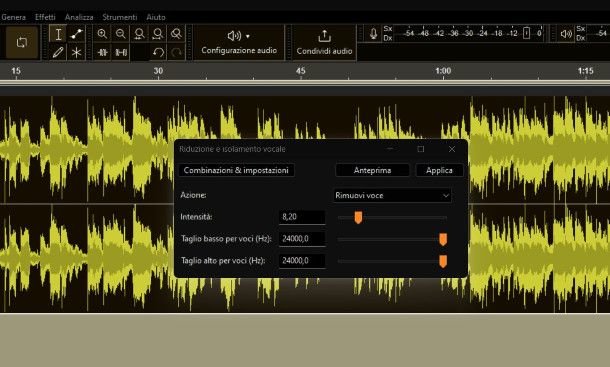 Genera Effetti Analizza Strumenti Aiuto
Configurazione audio
Condividi audio
Sx
Dx
-54 -48 -42 -36 -30 -24 -18 -12 0
Sx
Dx
-54
15 30 45 1:00 1:15
Riduzione e isolamento vocale
Combinazioni & impostazioni Anteprima Applica
Azione: Rimuovi voce
Intensità: 8,20
Taglio basso per voci (Hz): 24000,0
Taglio alto per voci (Hz): 24000,0